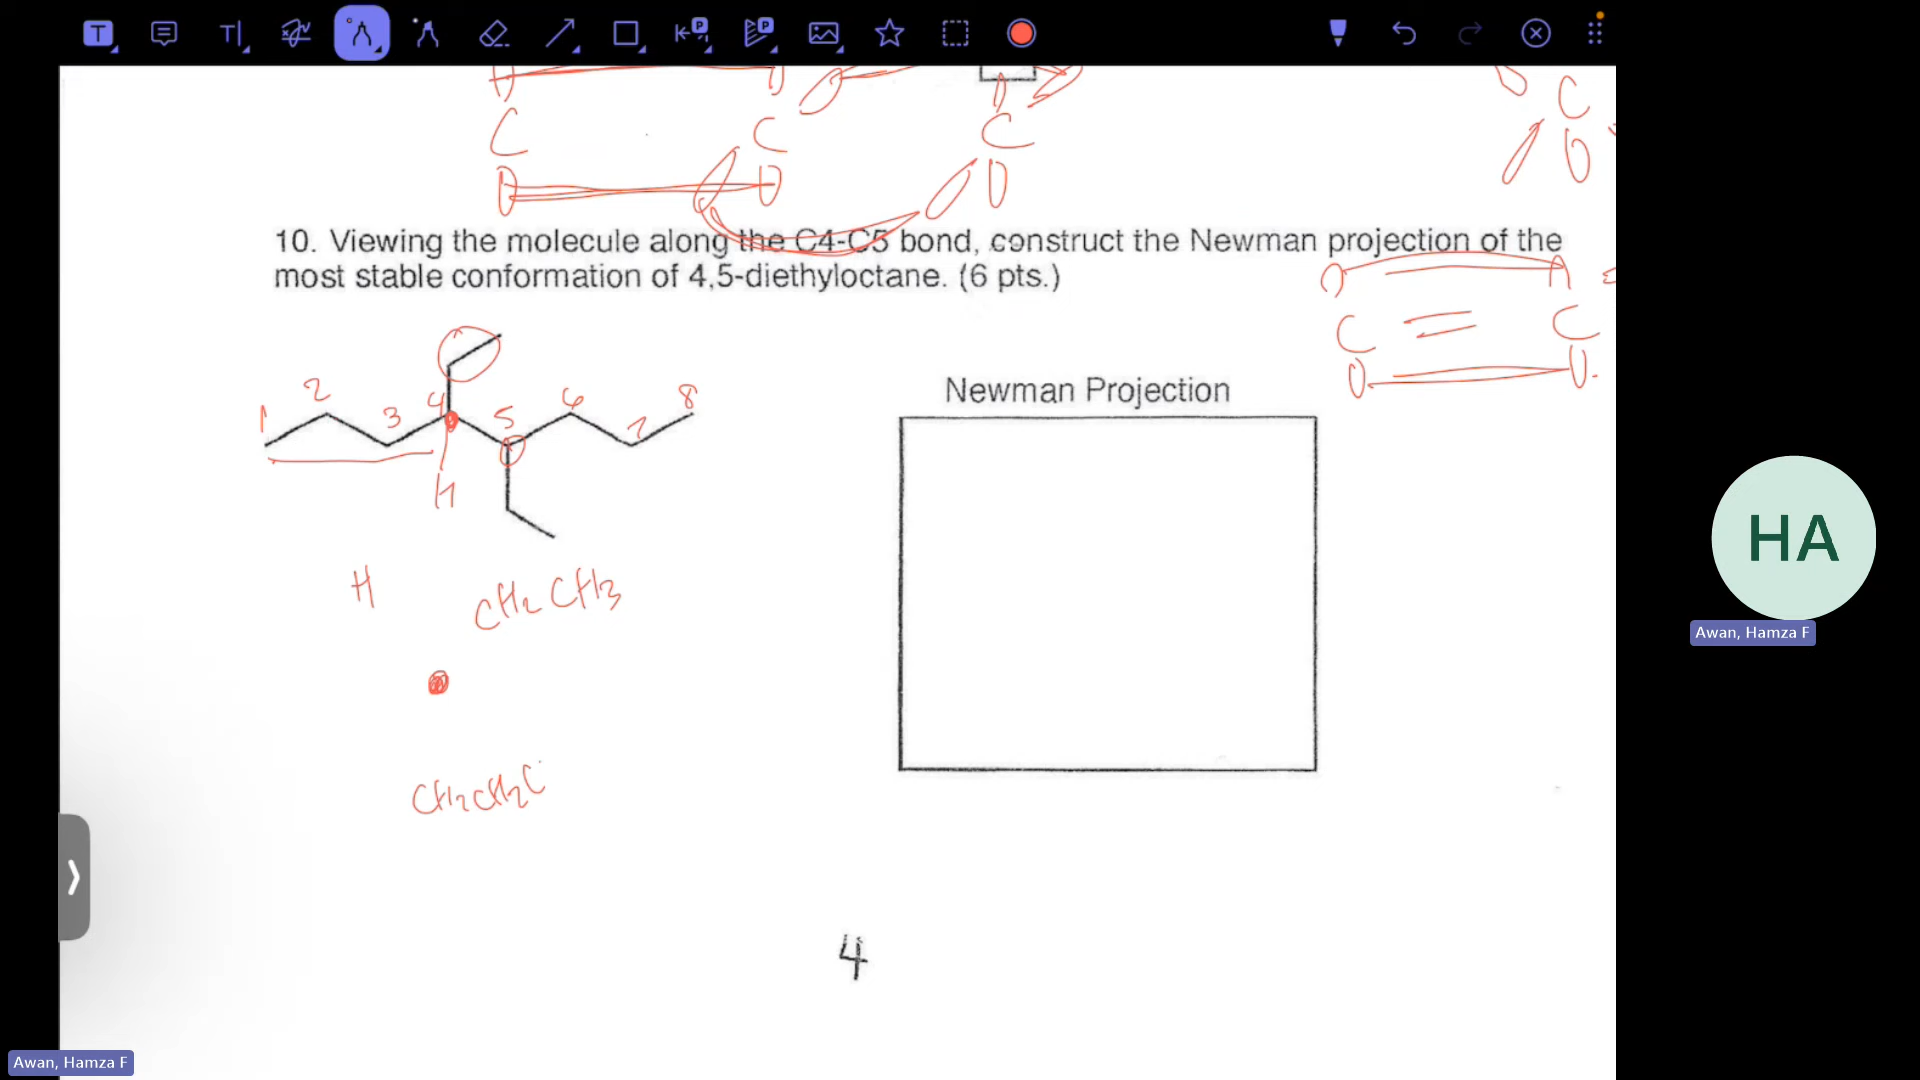 C C C C
10. Viewing the molecule along the C4-C5 bond, construct the Newman projection of the
most stable conformation of 4,5-diethyloctane. (6 pts.)
C = C
Newman Projection
1 2 3 4 5 6 7 8
H
H CH2CH3
CH2CH2C
4
HA
Awan, Hamza F
Awan, Hamza F